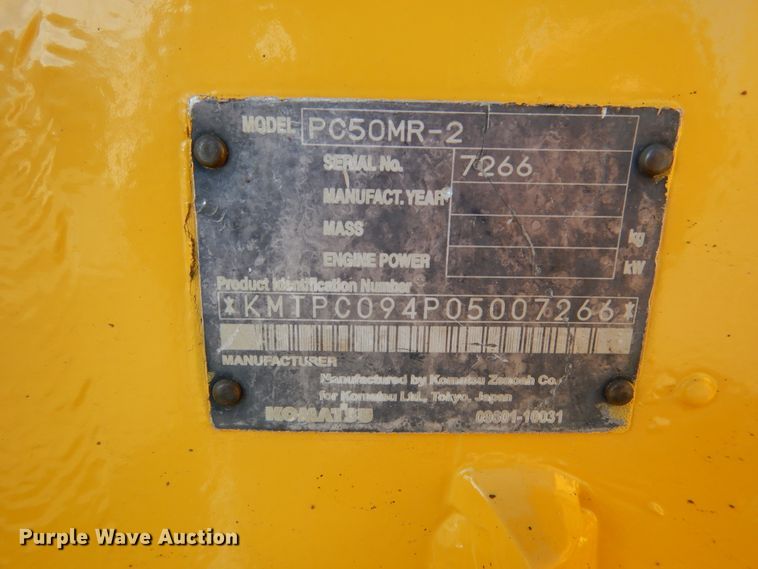 MODEL PC50MR-2
SERIAL No. 7266
MANUFACT. YEAR
MASS kg
ENGINE POWER kW
Product Identification Number
*KMTPC094P05007266*
MANUFACTURER
Manufactured by Komatsu Zenoah Co.
for Komatsu Ltd., Tokyo, Japan
KOMATSU 09601-10031
Purple Wave Auction